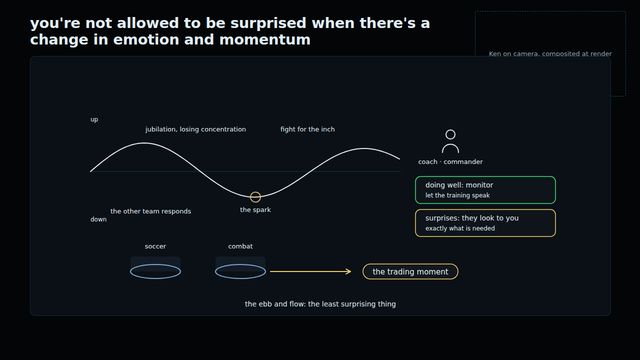 you're not allowed to be surprised when there's a
change in emotion and momentum
Ken on camera, composited at render
up
jubilation, losing concentration
fight for the inch
coach · commander
doing well: monitor
let the training speak
the other team responds
the spark
surprises: they look to you
exactly what is needed
down
soccer
combat
the trading moment
the ebb and flow: the least surprising thing